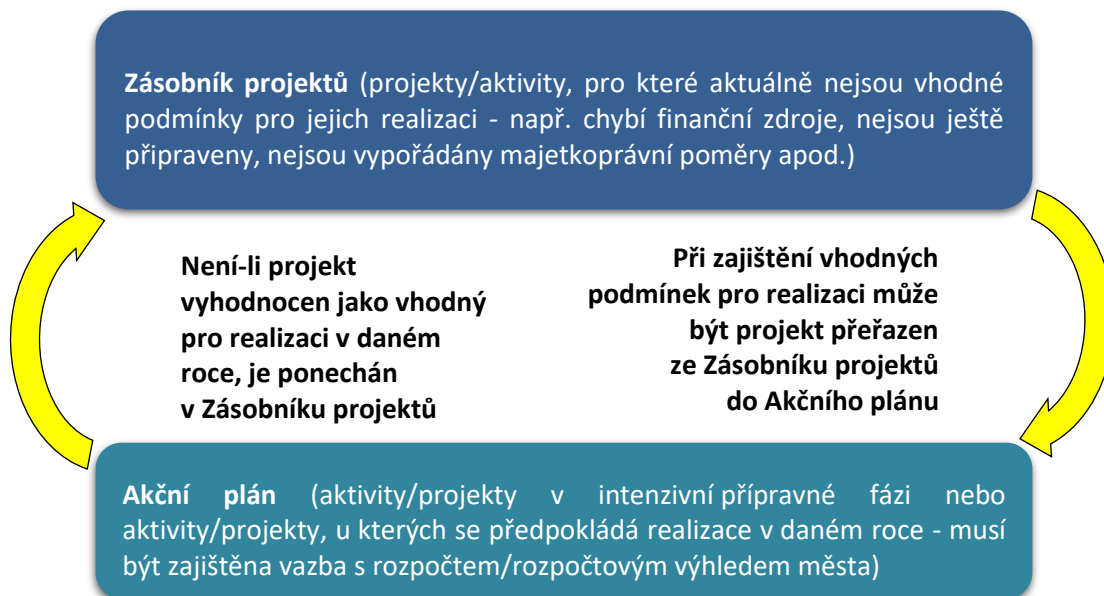 Zásobník projektů (projekty/aktivity, pro které aktuálně nejsou vhodné
podmínky pro jejich realizaci - např. chybí finanční zdroje, nejsou ještě
připraveny, nejsou vypořádány majetkoprávní poměry apod.)
Není-li projekt
vyhodnocen jako vhodný
pro realizaci v daném
roce, je ponechán
v Zásobníku projektů
Při zajištění vhodných
podmínek pro realizaci může
být projekt přeřazen
ze Zásobníku projektů
do Akčního plánu
Akční plán (aktivity/projekty v intenzivní přípravné fázi nebo
aktivity/projekty, u kterých se předpokládá realizace v daném roce - musí
být zajištěna vazba s rozpočtem/rozpočtovým výhledem města)